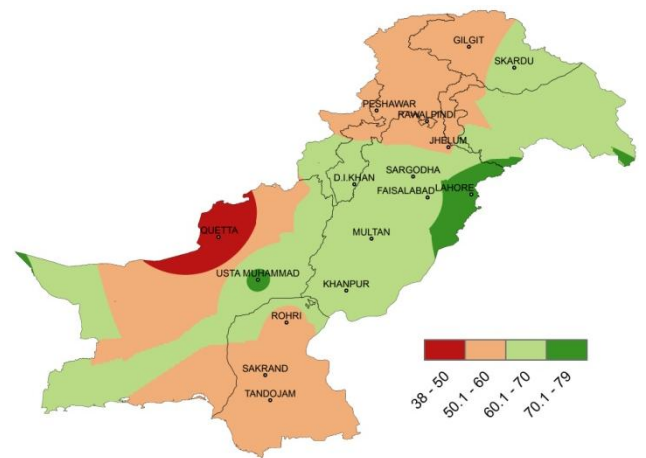 GILGIT
SKARDU
PESHAWAR
RAWALPINDI
JHELUM
SARGODHA
D.I.KHAN
FAISALABAD
LAHORE
QUETTA
MULTAN
USTA MUHAMMAD
KHANPUR
ROHRI
SAKRAND
TANDOJAM
38 - 50
50.1 - 60
60.1 - 70
70.1 - 79